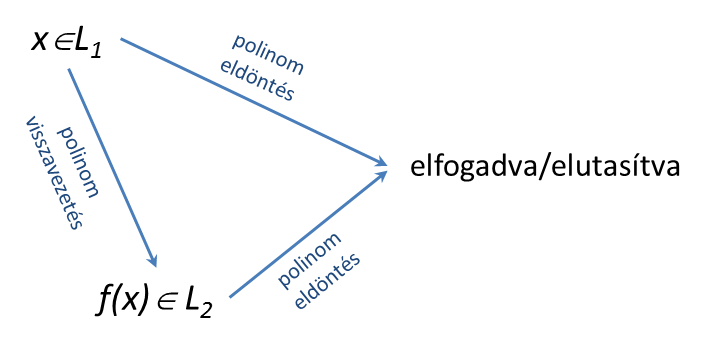 x ∈ L₁
polinom
eldöntés
polinom
visszavezetés
elfogadva/elutasítva
f(x) ∈ L₂
polinom
eldöntés